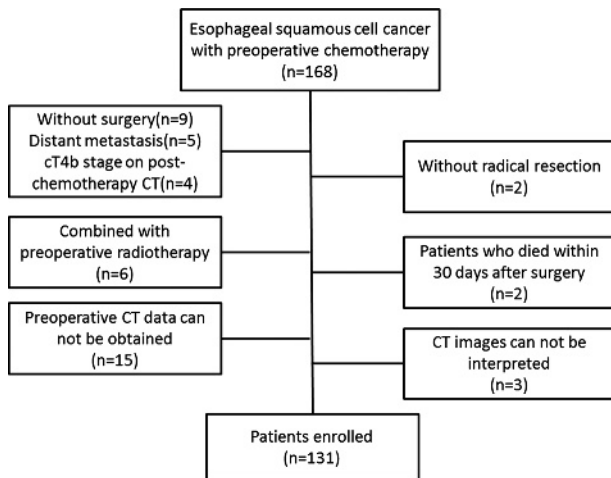 Esophageal squamous cell cancer
with preoperative chemotherapy
(n=168)
Without surgery(n=9)
Distant metastasis(n=5)
cT4b stage on post-
chemotherapy CT(n=4)
Without radical resection
(n=2)
Combined with
preoperative radiotherapy
(n=6)
Patients who died within
30 days after surgery
(n=2)
Preoperative CT data can
not be obtained
(n=15)
CT images can not be
interpreted
(n=3)
Patients enrolled
(n=131)